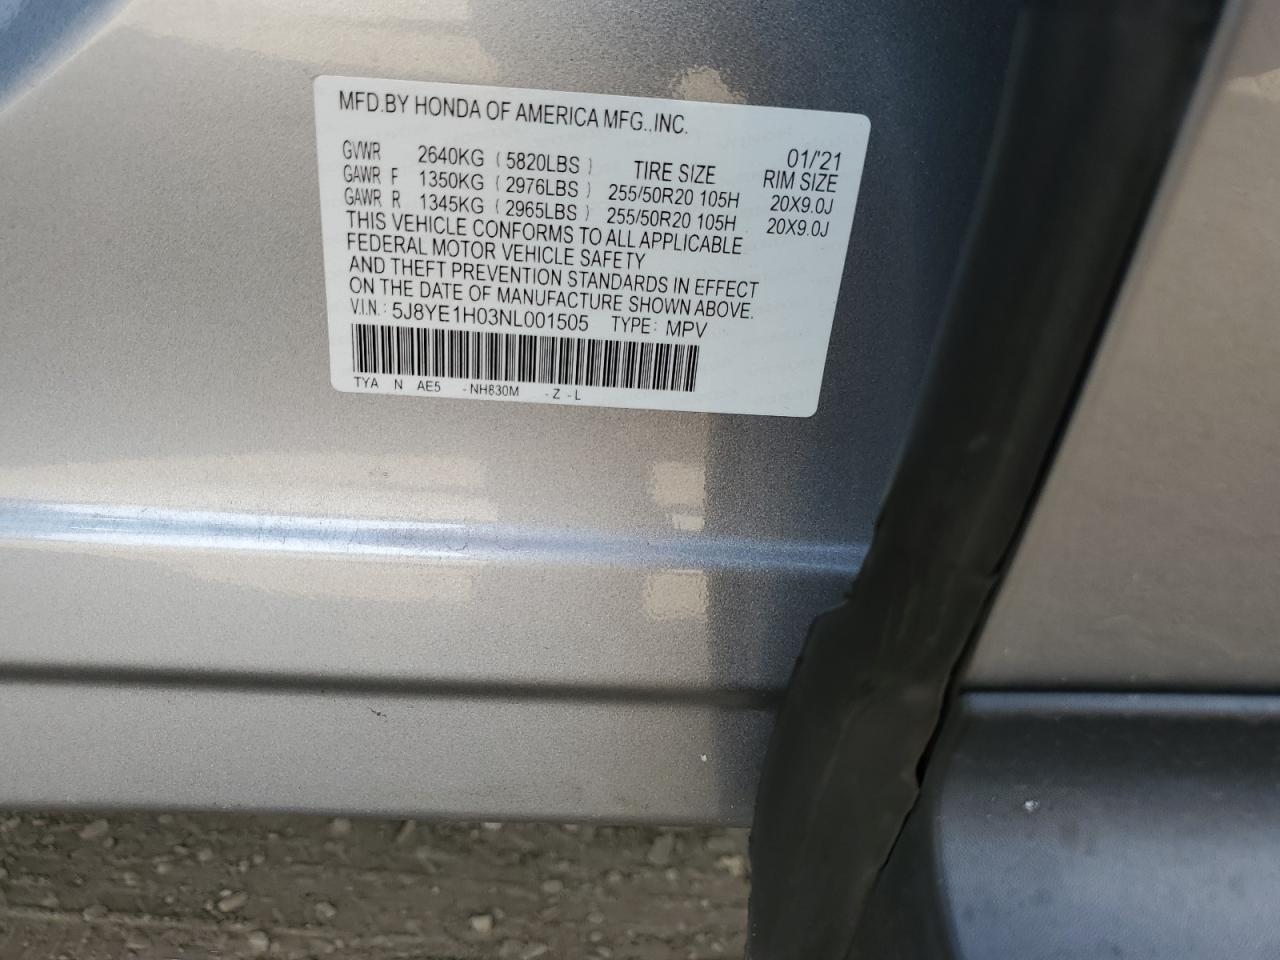 MFD.BY HONDA OF AMERICA MFG.,INC.
01/'21
GVWR 2640KG (5820LBS) TIRE SIZE RIM SIZE
GAWR F 1350KG (2976LBS) 255/50R20 105H 20X9.0J
GAWR R 1345KG (2965LBS) 255/50R20 105H 20X9.0J
THIS VEHICLE CONFORMS TO ALL APPLICABLE
FEDERAL MOTOR VEHICLE SAFETY
AND THEFT PREVENTION STANDARDS IN EFFECT
ON THE DATE OF MANUFACTURE SHOWN ABOVE.
V.I.N.: 5J8YE1H03NL001505 TYPE: MPV
TYA N AE5 -NH830M -Z -L